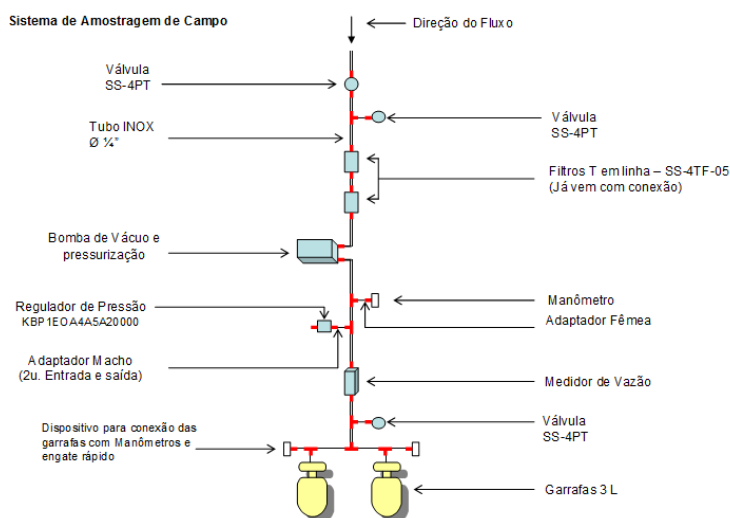 Sistema de Amostragem de Campo
Direção do Fluxo
Válvula
SS-4PT
Válvula
SS-4PT
Tubo INOX
Ø ¼"
Filtros T em linha – SS-4TF-05
(Já vem com conexão)
Bomba de Vácuo e
pressurização
Manômetro
Adaptador Fêmea
Regulador de Pressão
KBP1EOA4A5A20000
Adaptador Macho
(2u. Entrada e saída)
Medidor de Vazão
Válvula
SS-4PT
Dispositivo para conexão das
garrafas com Manômetros e
engate rápido
Garrafas 3 L